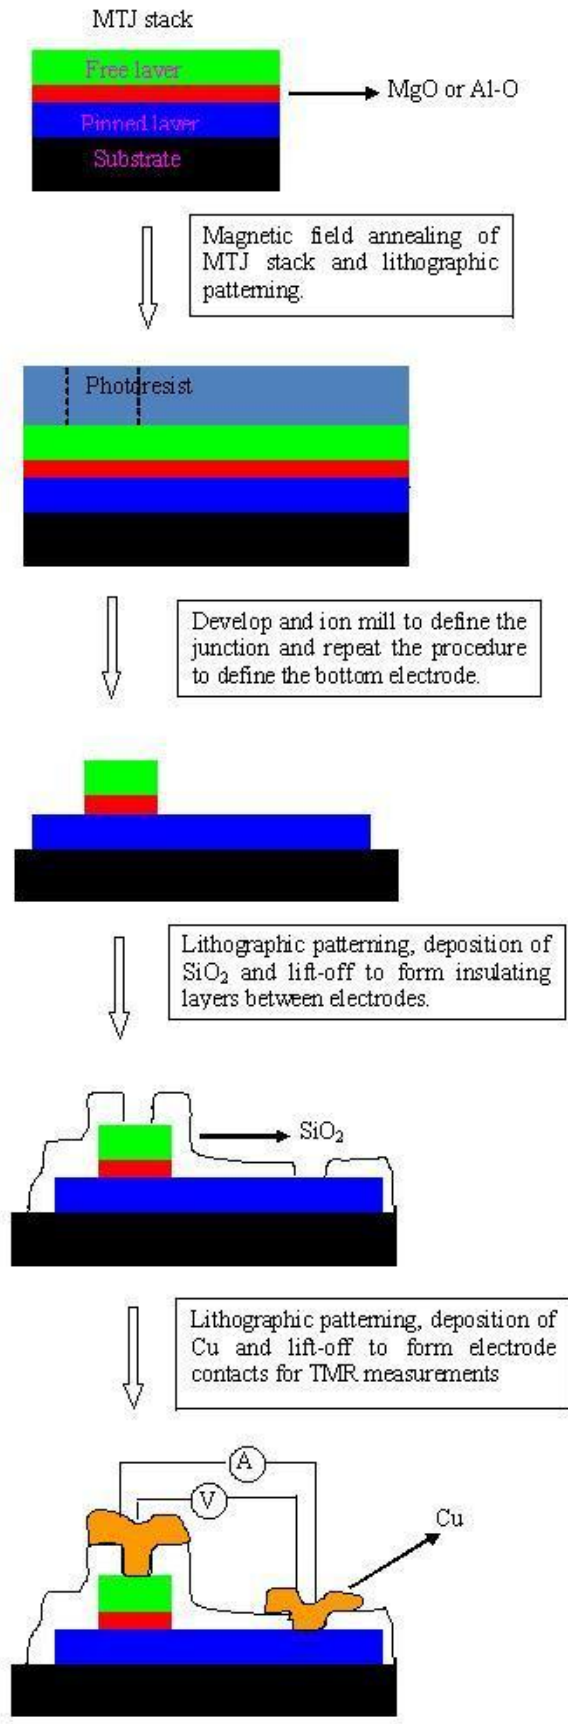 MTJ stack
Free layer
MgO or Al-O
Pinned layer
Substrate
Magnetic field annealing of
MTJ stack and lithographic
patterning.
Photoresist
Develop and ion mill to define the
junction and repeat the procedure
to define the bottom electrode.
Lithographic patterning, deposition of
SiO₂ and lift-off to form insulating
layers between electrodes.
SiO₂
Lithographic patterning, deposition of
Cu and lift-off to form electrode
contacts for TMR measurements
A
V
Cu